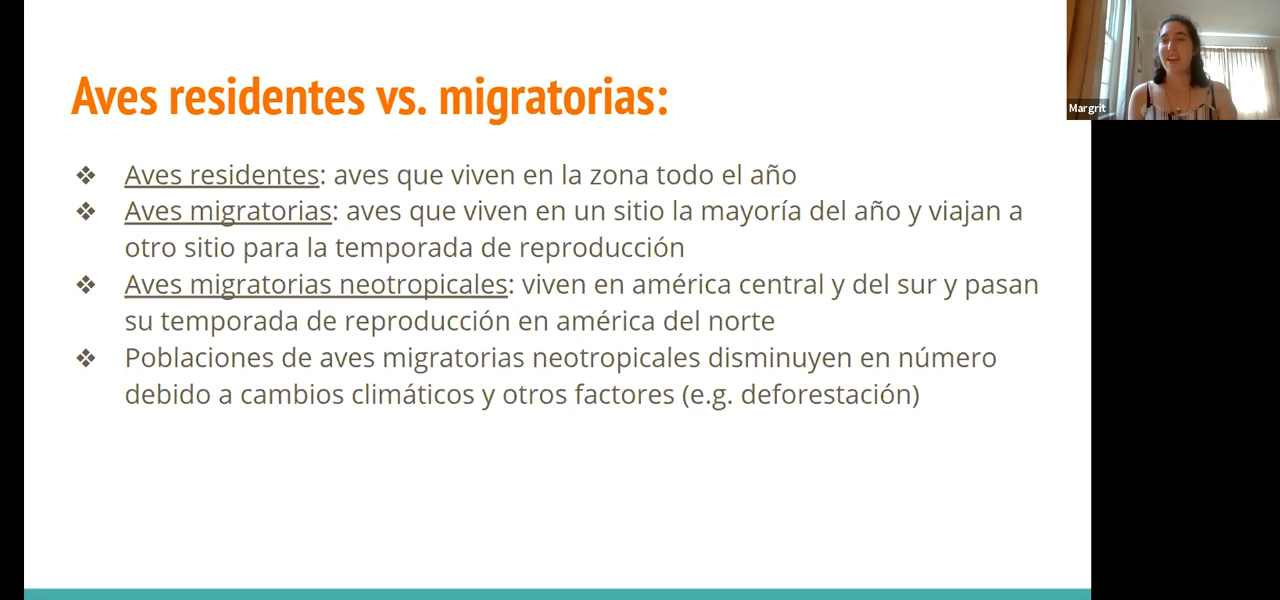 Aves residentes vs. migratorias:
Margrit
❖ Aves residentes: aves que viven en la zona todo el año
❖ Aves migratorias: aves que viven en un sitio la mayoría del año y viajan a
otro sitio para la temporada de reproducción
❖ Aves migratorias neotropicales: viven en américa central y del sur y pasan
su temporada de reproducción en américa del norte
❖ Poblaciones de aves migratorias neotropicales disminuyen en número
debido a cambios climáticos y otros factores (e.g. deforestación)